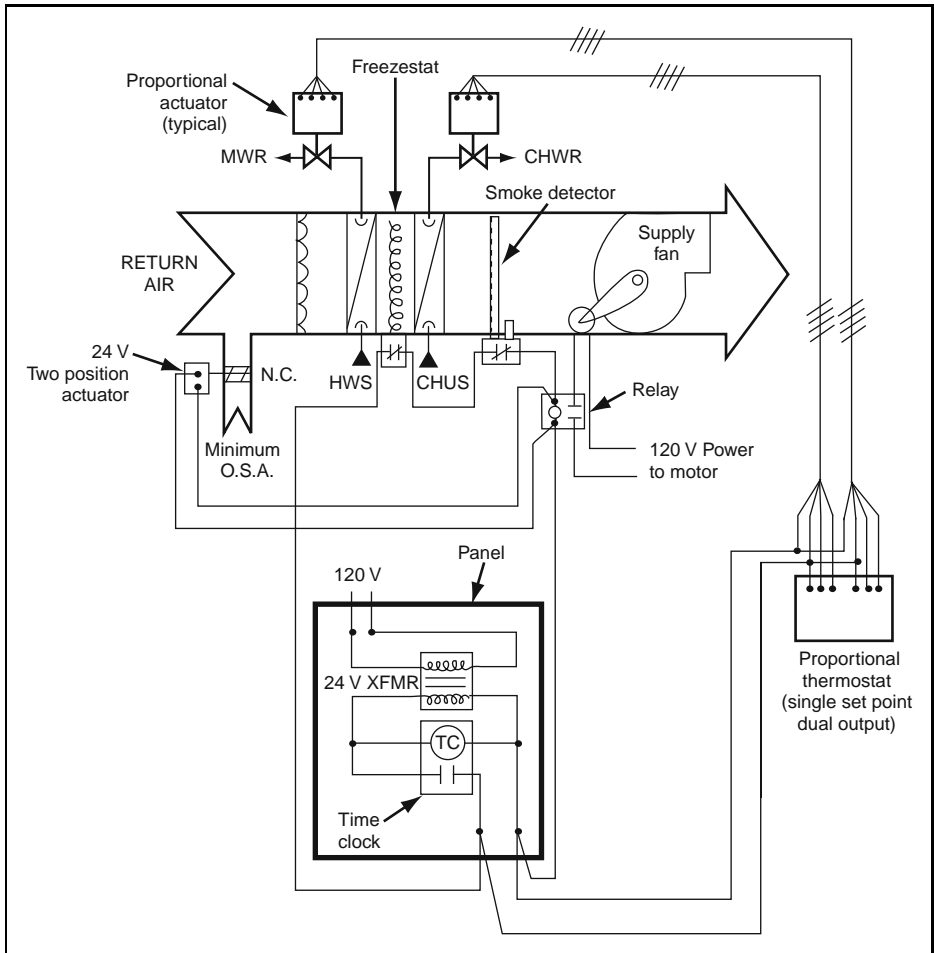 Freezestat
Proportional
actuator
(typical)
MWR
CHWR
Smoke detector
RETURN
AIR
Supply
fan
24 V
Two position
actuator
N.C.
HWS
CHUS
Relay
Minimum
O.S.A.
120 V Power
to motor
Panel
120 V
24 V XFMR
TC
Time
clock
Proportional
thermostat
(single set point
dual output)